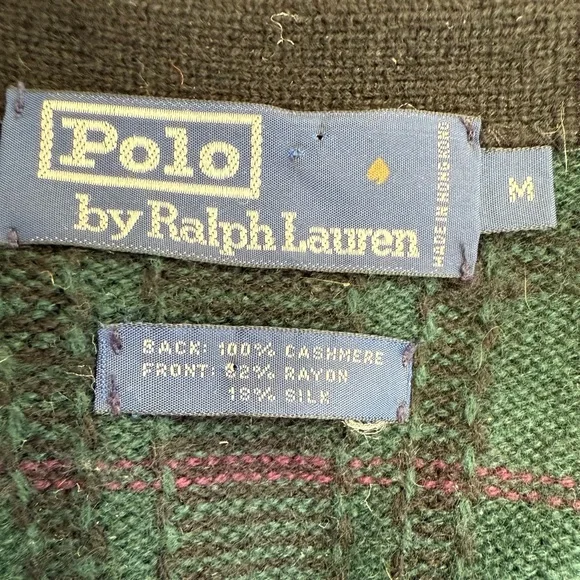 Polo
by Ralph Lauren
MADE IN HONG KONG
M
BACK: 100% CASHMERE
FRONT: 82% RAYON
18% SILK